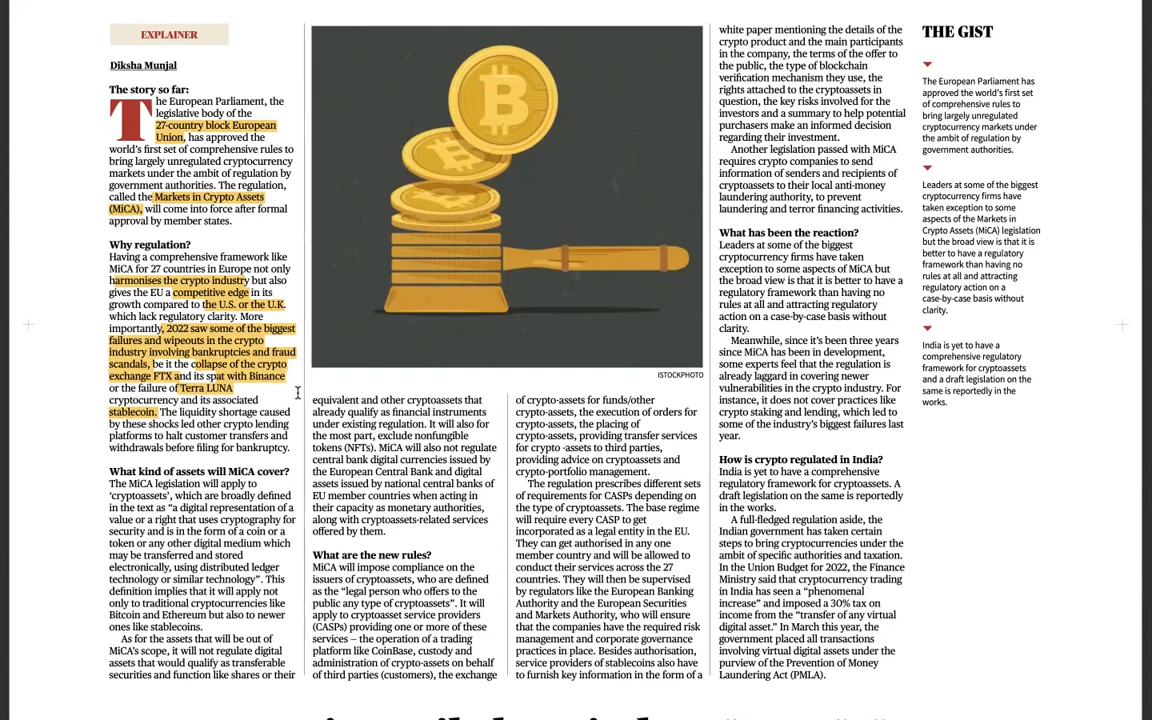 EXPLAINER
Diksha Munjal
The story so far:
The European Parliament, the
legislative body of the
27-country block European
Union, has approved the
world's first set of comprehensive rules to
bring largely unregulated cryptocurrency
markets under the ambit of regulation by
government authorities. The regulation,
called the Markets in Crypto Assets
(MiCA), will come into force after formal
approval by member states.
Why regulation?
Having a comprehensive framework like
MiCA for 27 countries in Europe not only
harmonises the crypto industry but also
gives the EU a competitive edge in its
growth compared to the U.S. or the U.K.
which lack regulatory clarity. More
importantly, 2022 saw some of the biggest
failures and wipeouts in the crypto
industry involving bankruptcies and fraud
scandals, be it the collapse of the crypto
exchange FTX and its spat with Binance
or the failure of Terra LUNA
cryptocurrency and its associated
stablecoin. The liquidity shortage caused
by these shocks led other crypto lending
platforms to halt customer transfers and
withdrawals before filing for bankruptcy.
What kind of assets will MiCA cover?
The MiCA legislation will apply to
'cryptoassets', which are broadly defined
in the text as "a digital representation of a
value or a right that uses cryptography for
security and is in the form of a coin or a
token or any other digital medium which
may be transferred and stored
electronically, using distributed ledger
technology or similar technology". This
definition implies that it will apply not
only to traditional cryptocurrencies like
Bitcoin and Ethereum but also to newer
ones like stablecoins.
As for the assets that will be out of
MiCA's scope, it will not regulate digital
assets that would qualify as transferable
securities and function like shares or their
ISTOCKPHOTO
equivalent and other cryptoassets that
already qualify as financial instruments
under existing regulation. It will also for
the most part, exclude nonfungible
tokens (NFTs). MiCA will also not regulate
central bank digital currencies issued by
the European Central Bank and digital
assets issued by national central banks of
EU member countries when acting in
their capacity as monetary authorities,
along with cryptoassets-related services
offered by them.
What are the new rules?
MiCA will impose compliance on the
issuers of cryptoassets, who are defined
as the "legal person who offers to the
public any type of cryptoassets". It will
apply to cryptoasset service providers
(CASPs) providing one or more of these
services — the operation of a trading
platform like CoinBase, custody and
administration of crypto-assets on behalf
of third parties (customers), the exchange
of crypto-assets for funds/other
crypto-assets, the execution of orders for
crypto-assets, the placing of
crypto-assets, providing transfer services
for crypto -assets to third parties,
providing advice on cryptoassets and
crypto-portfolio management.
The regulation prescribes different sets
of requirements for CASPs depending on
the type of cryptoassets. The base regime
will require every CASP to get
incorporated as a legal entity in the EU.
They can get authorised in any one
member country and will be allowed to
conduct their services across the 27
countries. They will then be supervised
by regulators like the European Banking
Authority and the European Securities
and Markets Authority, who will ensure
that the companies have the required risk
management and corporate governance
practices in place. Besides authorisation,
service providers of stablecoins also have
to furnish key information in the form of a
white paper mentioning the details of the
crypto product and the main participants
in the company, the terms of the offer to
the public, the type of blockchain
verification mechanism they use, the
rights attached to the cryptoassets in
question, the key risks involved for the
investors and a summary to help potential
purchasers make an informed decision
regarding their investment.
Another legislation passed with MiCA
requires crypto companies to send
information of senders and recipients of
cryptoassets to their local anti-money
laundering authority, to prevent
laundering and terror financing activities.
What has been the reaction?
Leaders at some of the biggest
cryptocurrency firms have taken
exception to some aspects of MiCA but
the broad view is that it is better to have a
regulatory framework than having no
rules at all and attracting regulatory
action on a case-by-case basis without
clarity.
Meanwhile, since it's been three years
since MiCA has been in development,
some experts feel that the regulation is
already laggard in covering newer
vulnerabilities in the crypto industry. For
instance, it does not cover practices like
crypto staking and lending, which led to
some of the industry's biggest failures last
year.
How is crypto regulated in India?
India is yet to have a comprehensive
regulatory framework for cryptoassets. A
draft legislation on the same is reportedly
in the works.
A full-fledged regulation aside, the
Indian government has taken certain
steps to bring cryptocurrencies under the
ambit of specific authorities and taxation.
In the Union Budget for 2022, the Finance
Ministry said that cryptocurrency trading
in India has seen a "phenomenal
increase" and imposed a 30% tax on
income from the "transfer of any virtual
digital asset." In March this year, the
government placed all transactions
involving virtual digital assets under the
purview of the Prevention of Money
Laundering Act (PMLA).
THE GIST
The European Parliament has
approved the world's first set
of comprehensive rules to
bring largely unregulated
cryptocurrency markets under
the ambit of regulation by
government authorities.
Leaders at some of the biggest
cryptocurrency firms have
taken exception to some
aspects of the Markets in
Crypto Assets (MiCA) legislation
but the broad view is that it is
better to have a regulatory
framework than having no
rules at all and attracting
regulatory action on a
case-by-case basis without
clarity.
India is yet to have a
comprehensive regulatory
framework for cryptoassets
and a draft legislation on the
same is reportedly in the
works.